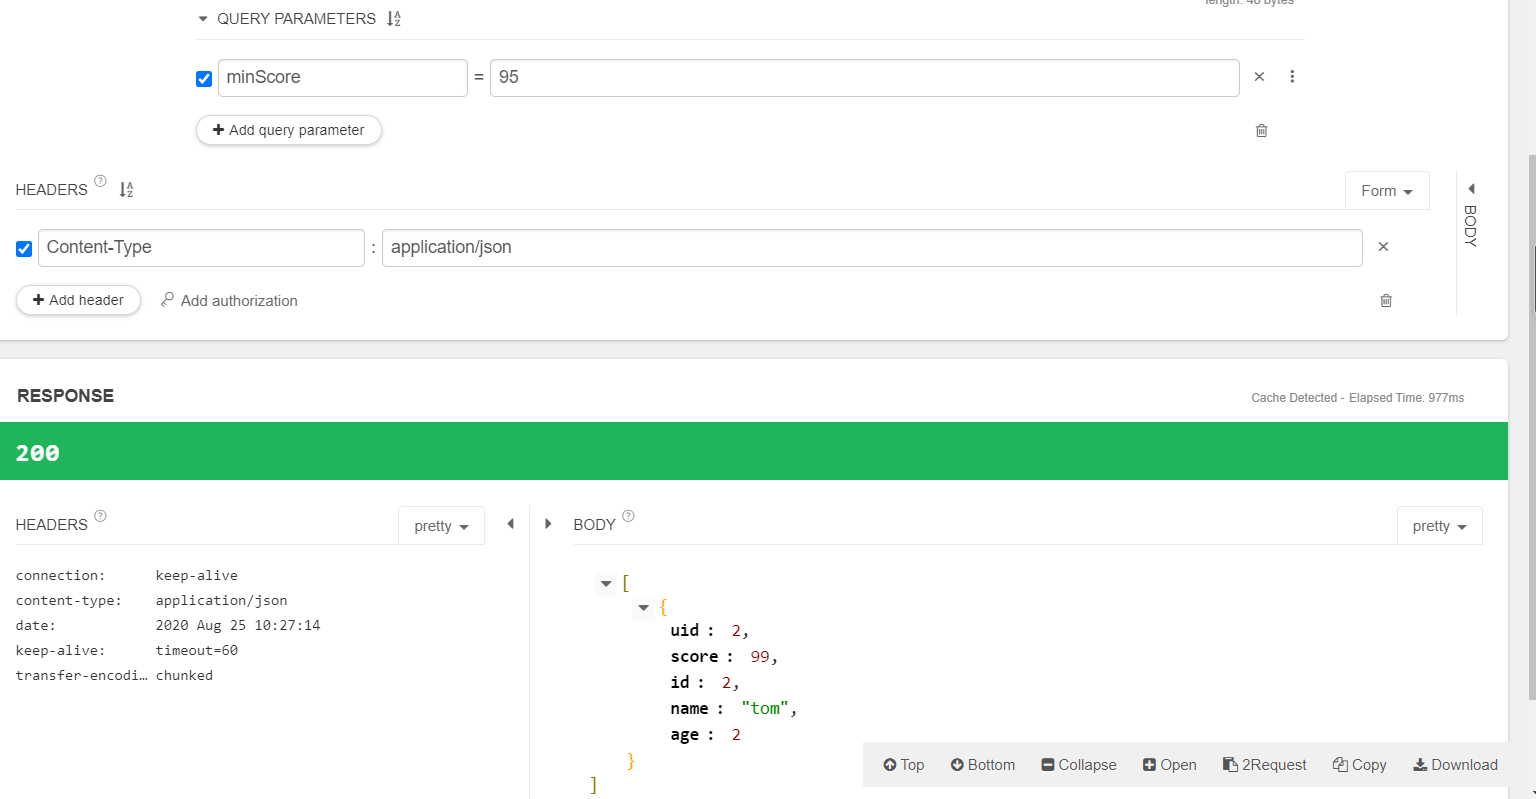 length: 46 bytes
QUERY PARAMETERS
minScore = 95
Add query parameter
HEADERS ?
Form
BODY
Content-Type : application/json
Add header Add authorization
RESPONSE
Cache Detected - Elapsed Time: 977ms
200
HEADERS ? pretty
BODY ? pretty
connection: keep-alive
content-type: application/json
date: 2020 Aug 25 10:27:14
keep-alive: timeout=60
transfer-encodi… chunked
[
{
uid : 2,
score : 99,
id : 2,
name : "tom",
age : 2
}
]
Top Bottom Collapse Open 2Request Copy Download